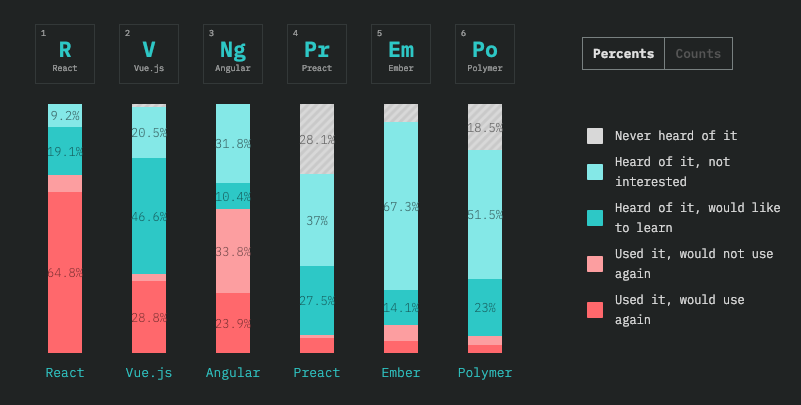 1 2 3 4 5 6
R V Ng Pr Em Po
React Vue.js Angular Preact Ember Polymer
Percents Counts
9.2% 20.5% 31.8% 28.1% 67.3% 18.5%
19.1% 46.6% 10.4% 37% 14.1% 51.5%
64.8% 28.8% 33.8% 27.5% 23%
23.9%
React Vue.js Angular Preact Ember Polymer
Never heard of it
Heard of it, not
interested
Heard of it, would like
to learn
Used it, would not use
again
Used it, would use
again